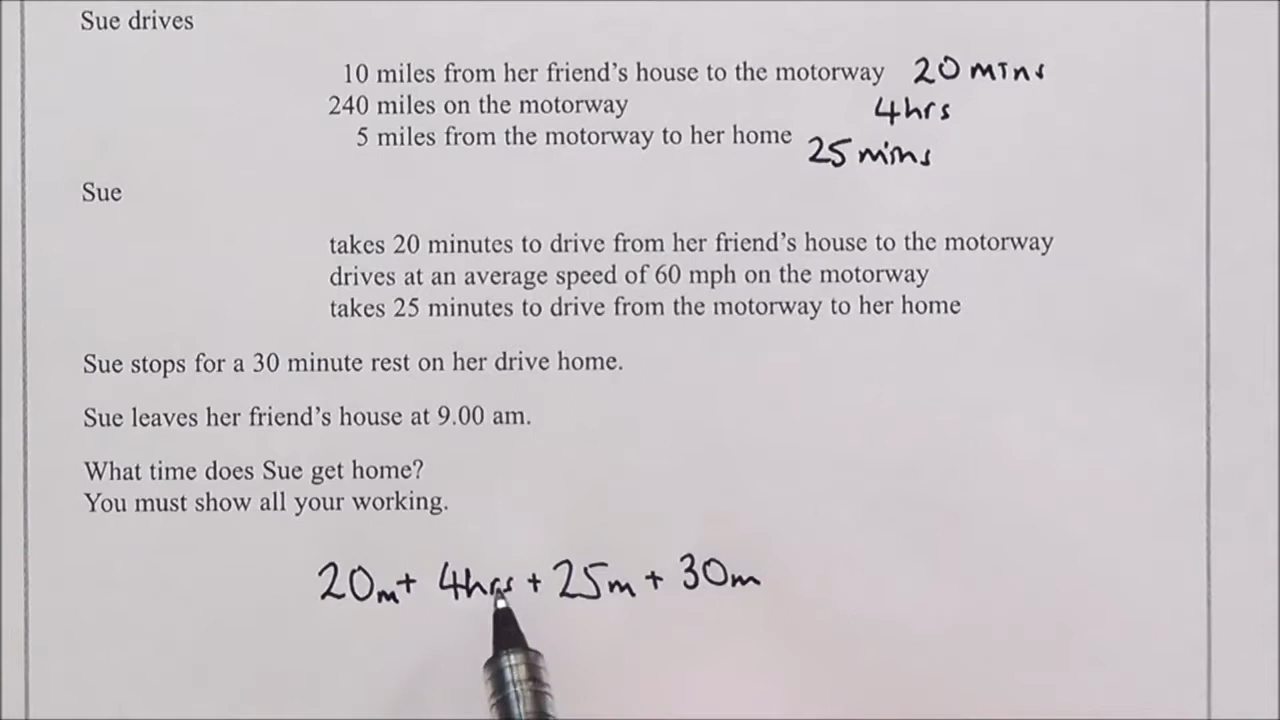 Sue drives
10 miles from her friend's house to the motorway 20 mins
240 miles on the motorway 4hrs
5 miles from the motorway to her home 25 mins
Sue
takes 20 minutes to drive from her friend's house to the motorway
drives at an average speed of 60 mph on the motorway
takes 25 minutes to drive from the motorway to her home
Sue stops for a 30 minute rest on her drive home.
Sue leaves her friend's house at 9.00 am.
What time does Sue get home?
You must show all your working.
20m + 4hrs + 25m + 30m